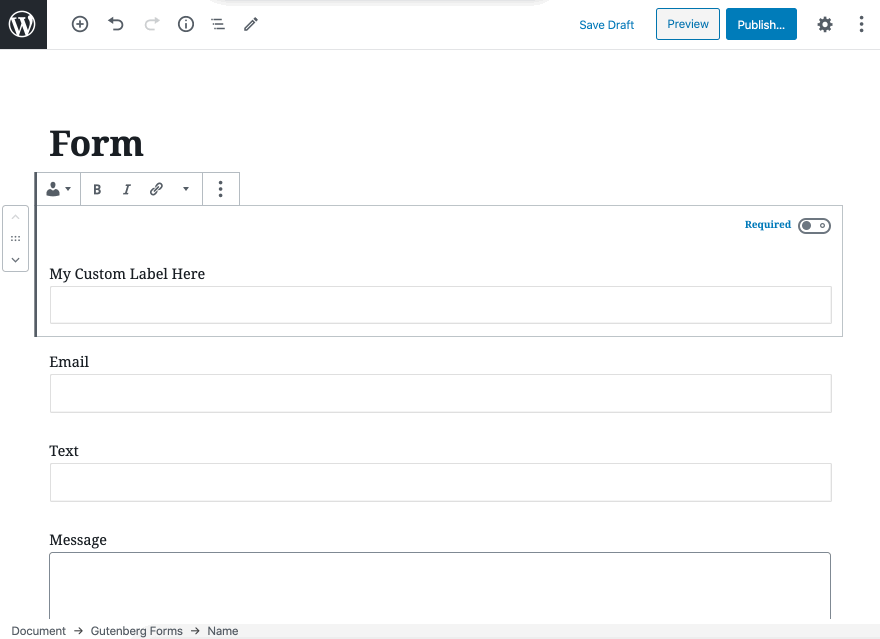 Save Draft Preview Publish...
Form
B I
Required
My Custom Label Here
Email
Text
Message
Document → Gutenberg Forms → Name